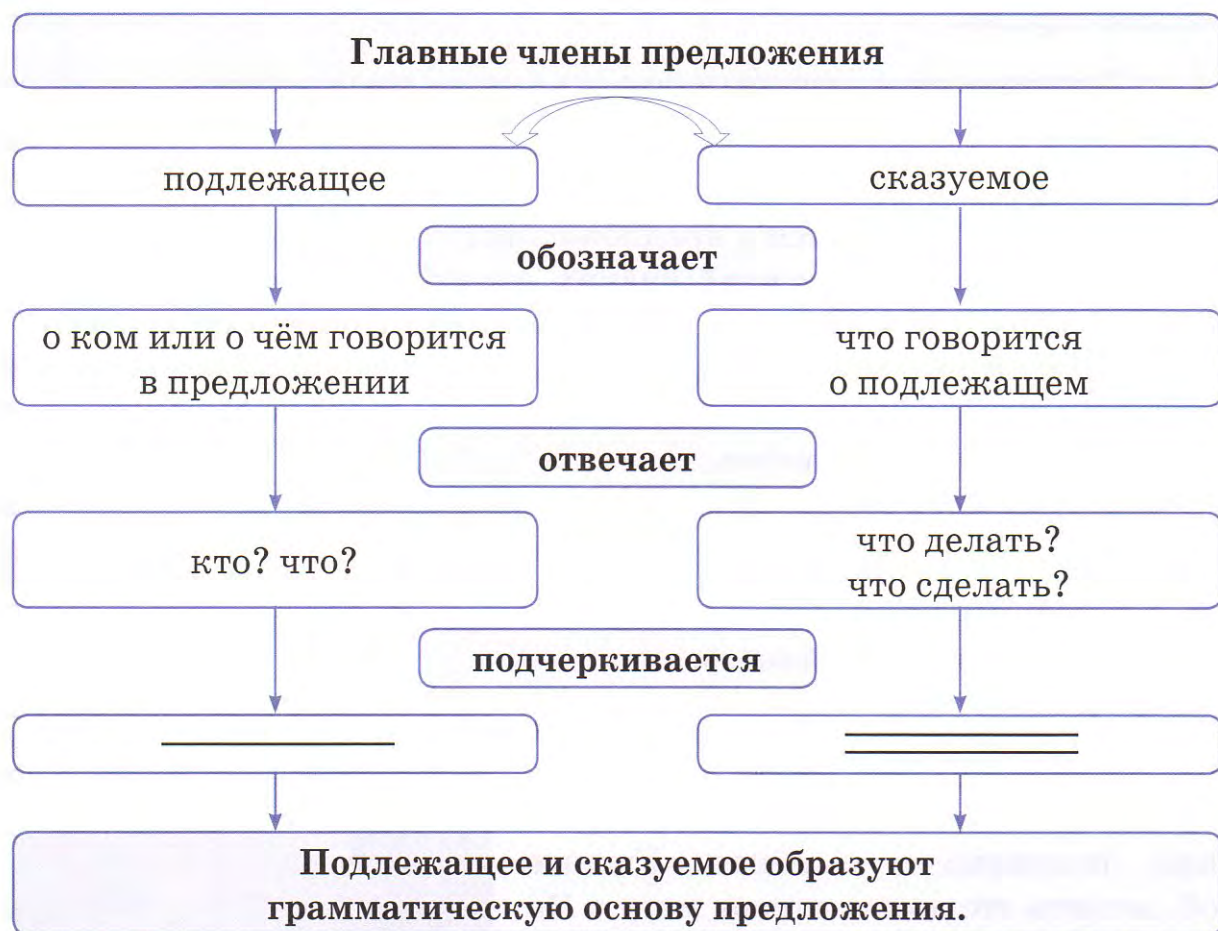 Главные члены предложения
подлежащее
сказуемое
обозначает
о ком или о чём говорится
в предложении
что говорится
о подлежащем
отвечает
кто? что?
что делать?
что сделать?
подчеркивается
Подлежащее и сказуемое образуют
грамматическую основу предложения.